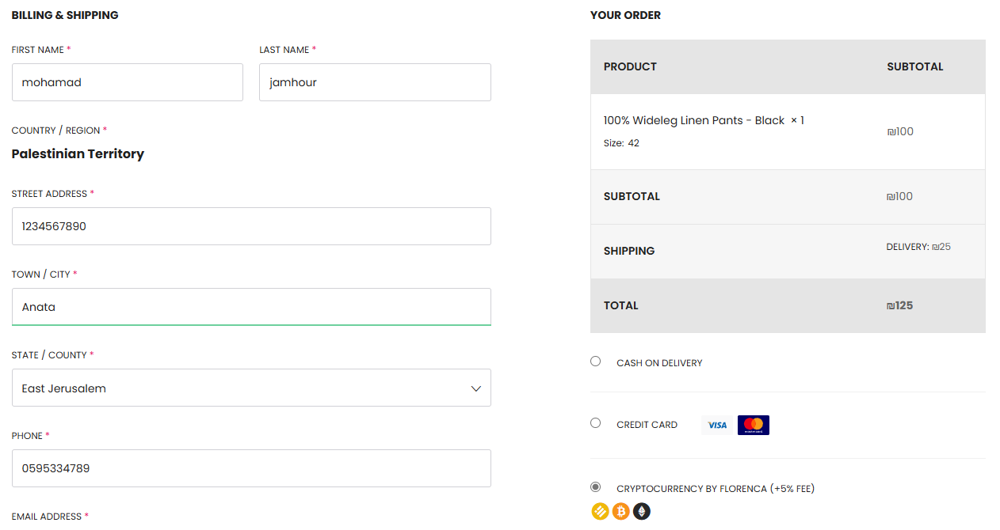 BILLING & SHIPPING
FIRST NAME *
LAST NAME *
mohamad
jamhour
COUNTRY / REGION *
Palestinian Territory
STREET ADDRESS *
1234567890
TOWN / CITY *
Anata
STATE / COUNTY *
East Jerusalem
PHONE *
0595334789
EMAIL ADDRESS *
YOUR ORDER
PRODUCT SUBTOTAL
100% Wideleg Linen Pants - Black × 1
Size: 42
₪100
SUBTOTAL ₪100
SHIPPING DELIVERY: ₪25
TOTAL ₪125
CASH ON DELIVERY
CREDIT CARD VISA
CRYPTOCURRENCY BY FLORENCA (+5% FEE)